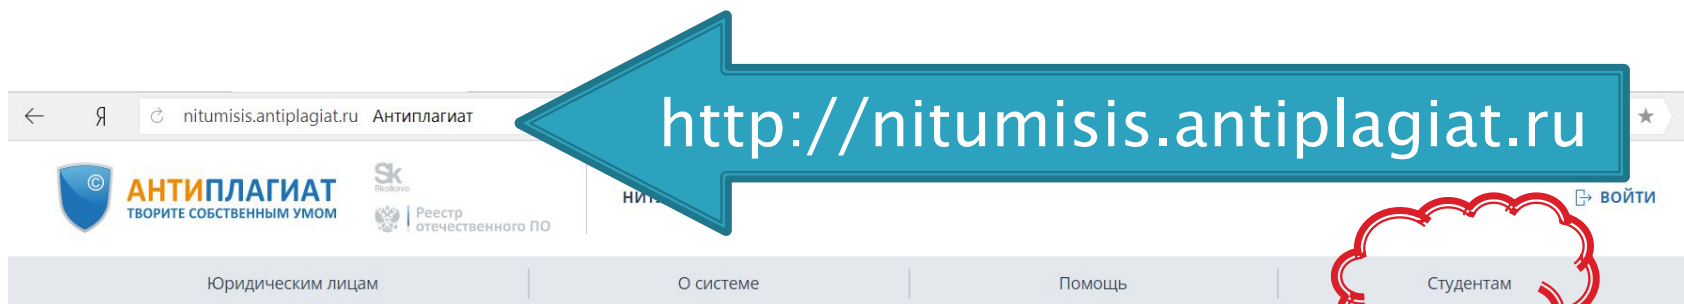 http://nitumisis.antiplagiat.ru
Я nitumisis.antiplagiat.ru Антиплагиат
©
АНТИПЛАГИАТ
ТВОРИТЕ СОБСТВЕННЫМ УМОМ
Sk
Skolkovo
Реестр
отечественного ПО
ВОЙТИ
Юридическим лицам О системе Помощь Студентам